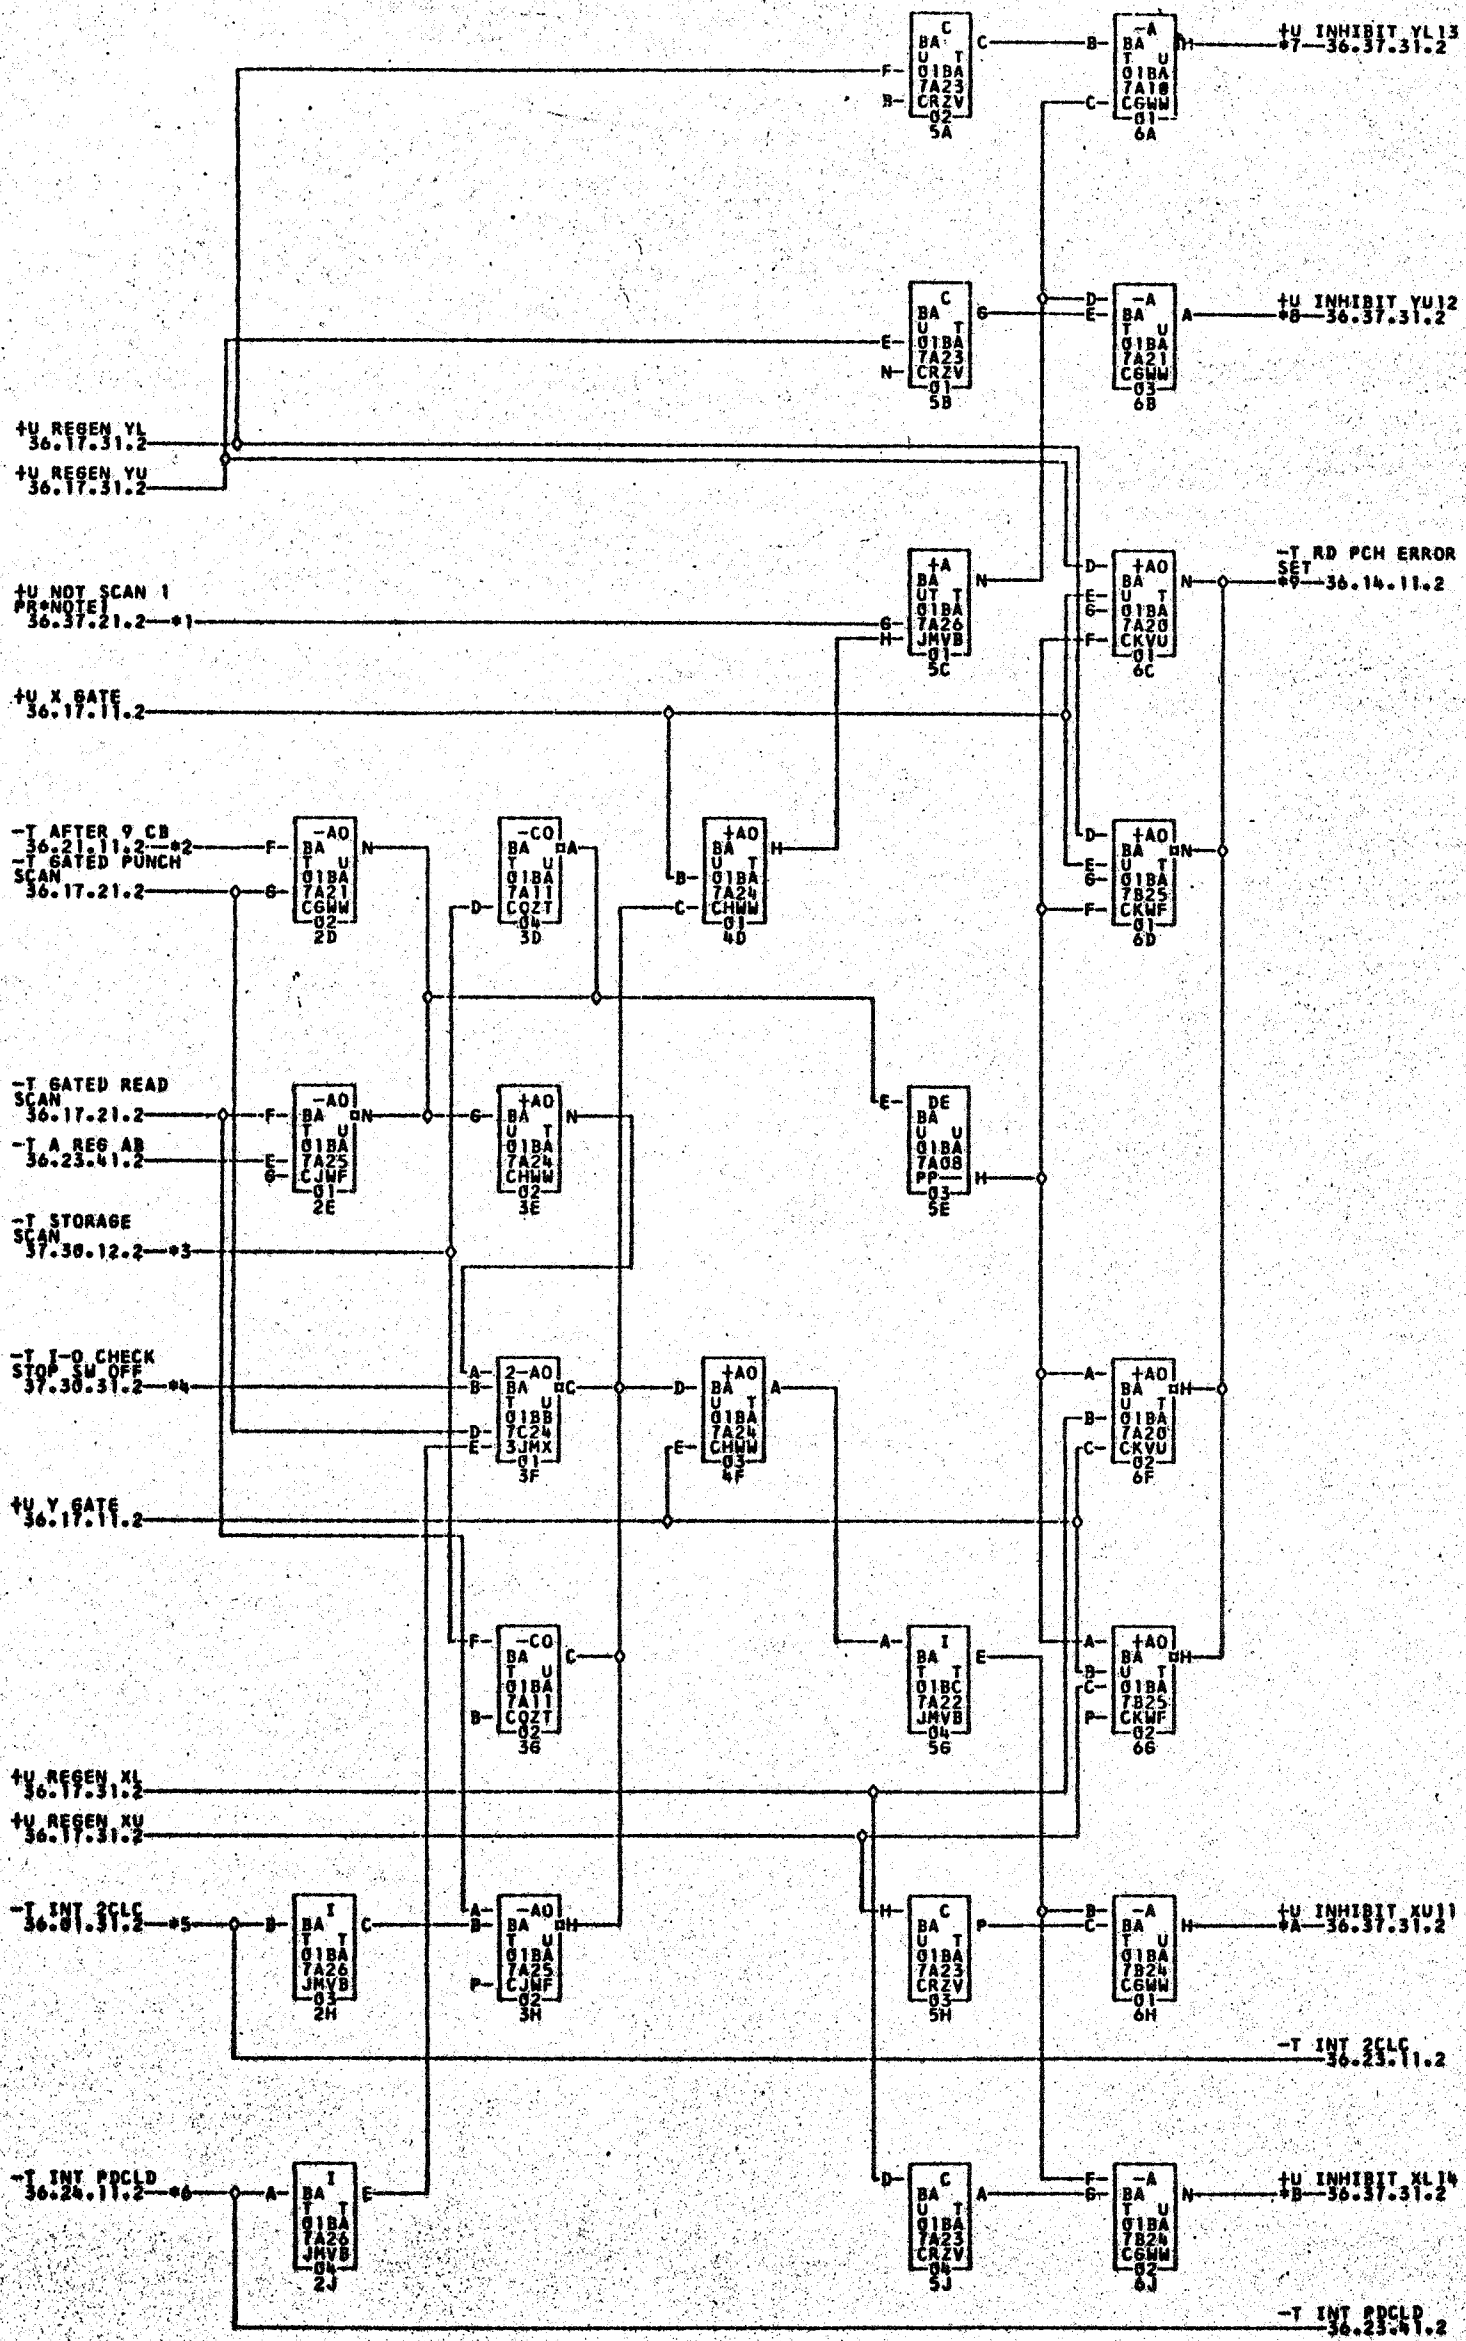 C
BA
U T
01BA
7A23
CRZV
02
5A
F
B
C
-A
BA
T U
01BA
7A18
CGWW
01
6A
B
C
+U INHIBIT YL13
*7-36.37.31.2
C
BA
U T
01BA
7A23
CRZV
01
5B
E
N
G
-A
BA
T U
01BA
7A21
CGWW
03
6B
D
E
A
+U INHIBIT YU12
*8-36.37.31.2
+U REGEN YL
36.17.31.2
+U REGEN YU
36.17.31.2
+U NOT SCAN 1
PR*NOTE1
36.37.21.2-*1
+A
BA
UT T
01BA
7A26
JMVB
01
5C
G
H
N
+AO
BA
U T
01BA
7A20
CKVU
01
6C
D
E
G
F
N
-T RD PCH ERROR
SET
*9-36.14.11.2
+U X GATE
36.17.11.2
-T AFTER 9 CB
36.21.11.2-*2
-T GATED PUNCH
SCAN
36.17.21.2
F
G
-AO
BA
T U
01BA
7A21
CGWW
02
2D
N
-CO
BA
T U
01BA
7A11
CQZT
04
3D
D
A
+AO
BA
U T
01BA
7A24
CHWW
01
4D
B
C
H
+AO
BA
U T
01BA
7B25
CKWF
01
6D
D
E
G
F
N
-T GATED READ
SCAN
36.17.21.2
-T A REG AB
36.23.41.2
F
E
G
-AO
BA
T U
01BA
7A25
CJWF
01
2E
N
G
+AO
BA
U T
01BA
7A24
CHWW
02
3E
N
E
DE
BA
U U
01BA
7A08
PP--
03
5E
H
-T STORAGE
SCAN
37.30.12.2-*3
-T I-O CHECK
STOP SW OFF
37.30.31.2-*4
A
B
D
E
2-AO
BA
T U
01BB
7C24
3JMX
01
3F
C
D
E
+AO
BA
U T
01BA
7A24
CHWW
03
4F
A
A
B
C
+AO
BA
U T
01BA
7A20
CKVU
02
6F
H
+U Y GATE
36.17.11.2
F
B
-CO
BA
T U
01BA
7A11
CQZT
02
3G
C
A
I
BA
T T
01BC
7A22
JMVB
04
5G
E
A
B
C
P
+AO
BA
U T
01BA
7B25
CKWF
02
6G
H
+U REGEN XL
36.17.31.2
+U REGEN XU
36.17.31.2
-T INT 2CLC
36.01.31.2-*5
B
I
BA
T T
01BA
7A26
JMVB
03
2H
C
A
B
P
-AO
BA
T U
01BA
7A25
CJWF
02
3H
H
H
C
BA
U T
01BA
7A23
CRZV
03
5H
P
B
C
-A
BA
T U
01BA
7B24
CGWW
01
6H
H
+U INHIBIT XU11
*A-36.37.31.2
-T INT 2CLC
36.23.11.2
-T INT PDCLD
36.24.11.2-*6
A
I
BA
T T
01BA
7A26
JMVB
04
2J
E
D
C
BA
U T
01BA
7A23
CRZV
04
5J
A
F
G
-A
BA
T U
01BA
7B24
CGWW
02
6J
N
+U INHIBIT XL14
*B-36.37.31.2
-T INT PDCLD
36.23.41.2